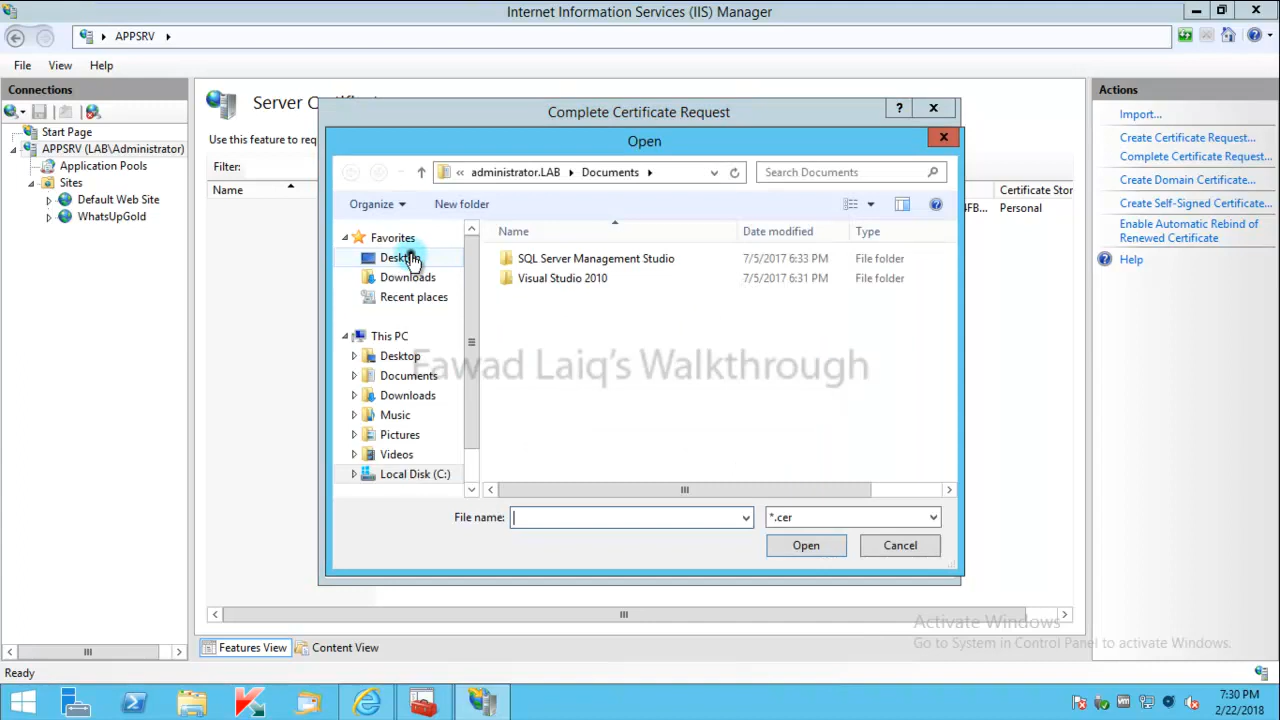 Internet Information Services (IIS) Manager
APPSRV
File View Help
Connections
Start Page
APPSRV (LAB\Administrator)
Application Pools
Sites
Default Web Site
WhatsUpGold
Use this feature to req
Filter:
Name
Certificate Stor
4FB... Personal
Complete Certificate Request
Open
administrator.LAB Documents
Search Documents
Organize New folder
Favorites
Desktop
Downloads
Recent places
This PC
Desktop
Documents
Downloads
Music
Pictures
Videos
Local Disk (C:)
Name Date modified Type
SQL Server Management Studio 7/5/2017 6:33 PM File folder
Visual Studio 2010 7/5/2017 6:31 PM File folder
Fawad Laiq's Walkthrough
File name: *.cer
Open Cancel
Features View Content View
Actions
Import...
Create Certificate Request...
Complete Certificate Request...
Create Domain Certificate...
Create Self-Signed Certificate...
Enable Automatic Rebind of
Renewed Certificate
Help
Activate Windows
Go to System in Control Panel to activate Windows.
Ready
7:30 PM
2/22/2018